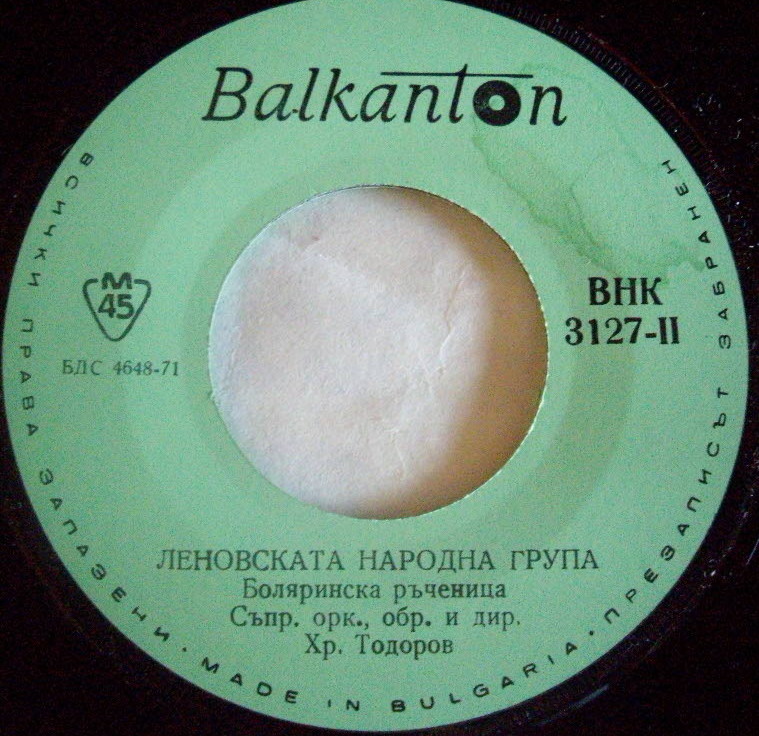 Balkanton
ВСИЧКИ ПРАВА ЗАПАЗЕНИ · MADE IN BULGARIA · ПРЕЗАПИСЪТ ЗАБРАНЕН
М
45
БДС 4648-71
ВНК
3127-II
ЛЕНОВСКАТА НАРОДНА ГРУПА
Боляринска ръченица
Съпр. орк., обр. и дир.
Хр. Тодоров